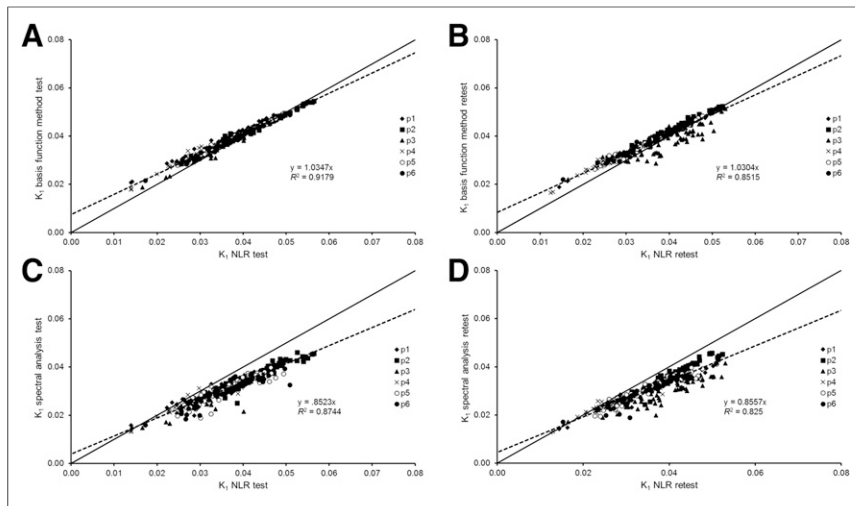 A
0.08
0.06
0.04
0.02
0.00
K₁ basis function method test
0.00 0.01 0.02 0.03 0.04 0.05 0.06 0.07 0.08
K₁ NLR test
p1
p2
p3
p4
p5
p6
y = 1.0347x
R² = 0.9179
B
0.08
0.06
0.04
0.02
0.00
K₁ basis function method retest
0.00 0.02 0.04 0.06 0.08
K₁ NLR retest
p1
p2
p3
p4
p5
p6
y = 1.0304x
R² = 0.8515
C
0.08
0.06
0.04
0.02
0.00
K₁ spectral analysis test
0.00 0.01 0.02 0.03 0.04 0.05 0.06 0.07 0.08
K₁ NLR test
p1
p2
p3
p4
p5
p6
y = .8523x
R² = 0.8744
D
0.08
0.06
0.04
0.02
0.00
K₁ spectral analysis retest
0.00 0.02 0.04 0.06 0.08
K₁ NLR retest
p1
p2
p3
p4
p5
p6
y = 0.8557x
R² = 0.825